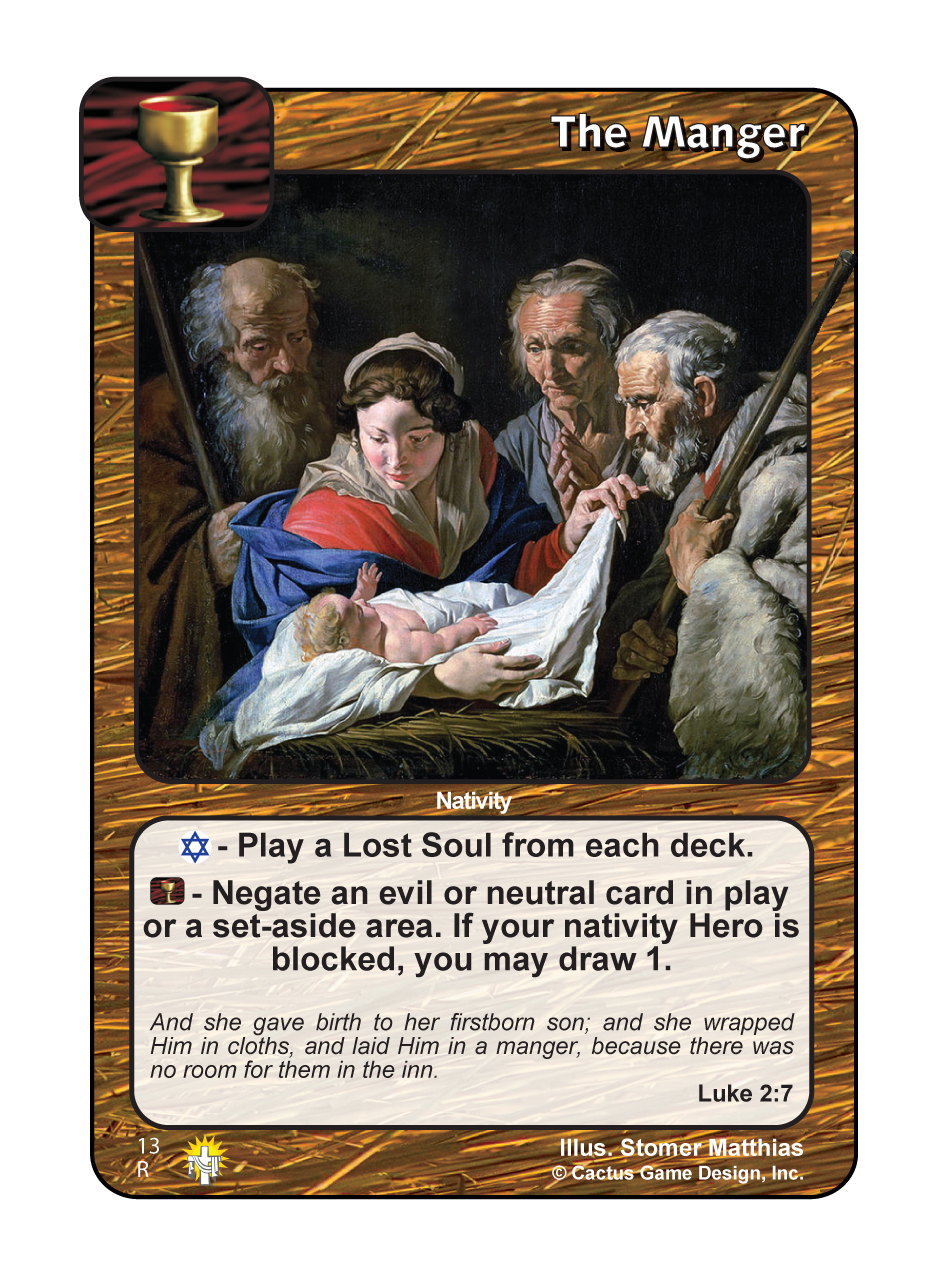 The Manger
Nativity
- Play a Lost Soul from each deck.
- Negate an evil or neutral card in play
or a set-aside area. If your nativity Hero is
blocked, you may draw 1.
And she gave birth to her firstborn son; and she wrapped
Him in cloths, and laid Him in a manger, because there was
no room for them in the inn.
Luke 2:7
13
R
Illus. Stomer Matthias
© Cactus Game Design, Inc.